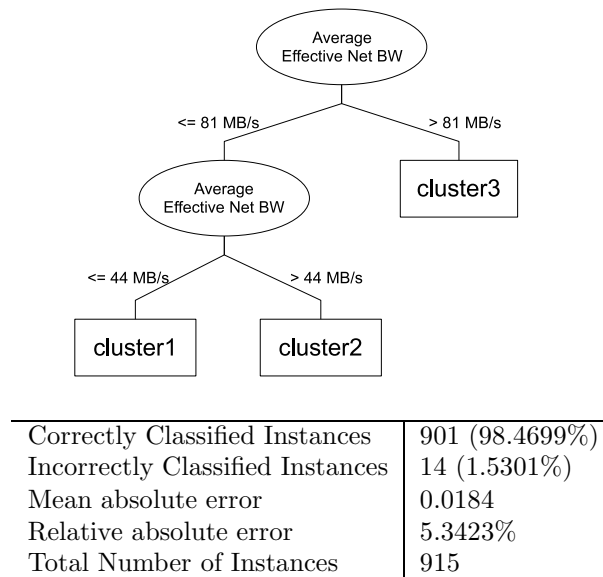 Average
Effective Net BW
<= 81 MB/s
> 81 MB/s
Average
Effective Net BW
cluster3
<= 44 MB/s
> 44 MB/s
cluster1
cluster2
Correctly Classified Instances 901 (98.4699%)
Incorrectly Classified Instances 14 (1.5301%)
Mean absolute error 0.0184
Relative absolute error 5.3423%
Total Number of Instances 915